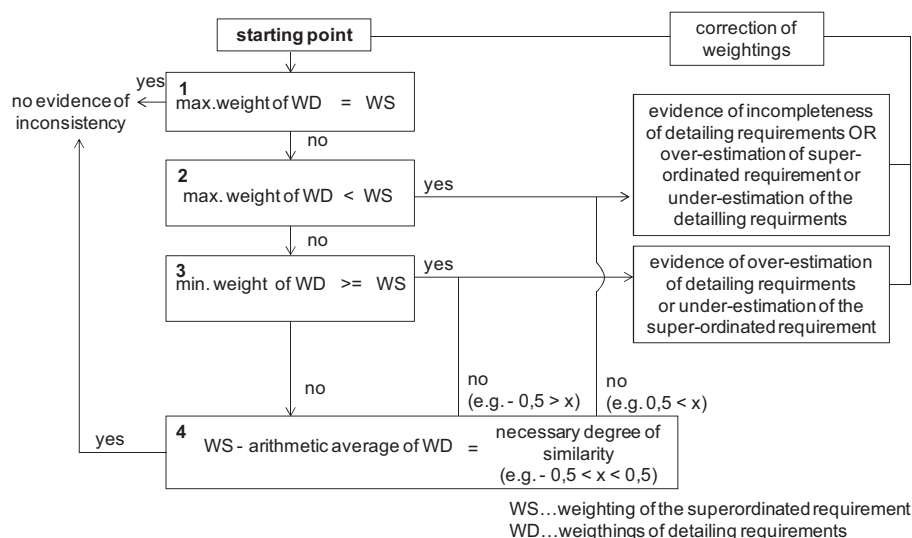 starting point
correction of
weightings
yes
1
max.weight of WD = WS
no evidence of
inconsistency
no
evidence of incompleteness
of detailing requirements OR
over-estimation of super-
ordinated requirement or
under-estimation of the
detailling requirments
2
max. weight of WD < WS
yes
no
3
min. weight of WD >= WS
yes
evidence of over-estimation
of detailing requirments
or under-estimation of the
super-ordinated requirement
no
no
(e.g. - 0,5 > x)
no
(e.g. 0,5 < x)
yes
4
WS - arithmetic average of WD = necessary degree of
similarity
(e.g. - 0,5 < x < 0,5)
WS...weighting of the superordinated requirement
WD...weigthings of detailing requirements